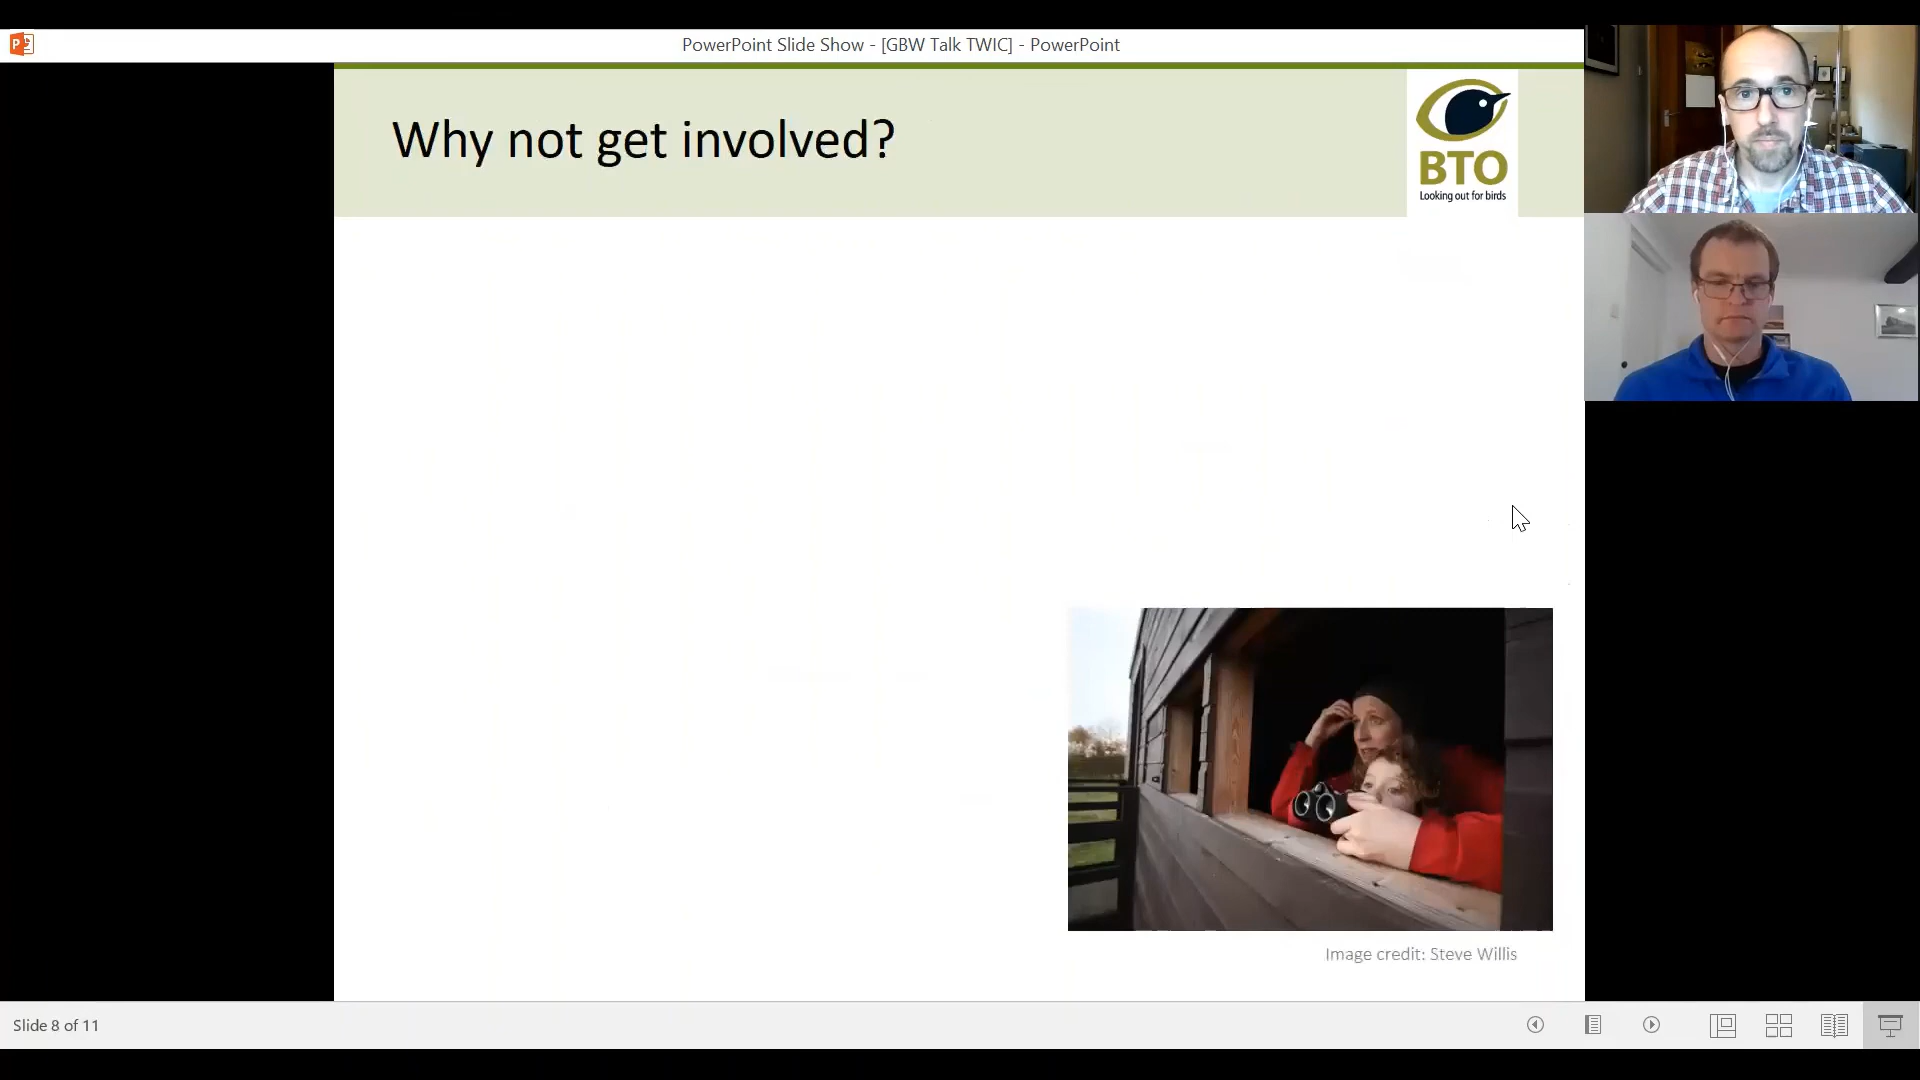 PowerPoint Slide Show - [GBW Talk TWIC] - PowerPoint
Why not get involved?
BTO
Looking out for birds
Image credit: Steve Willis
Slide 8 of 11